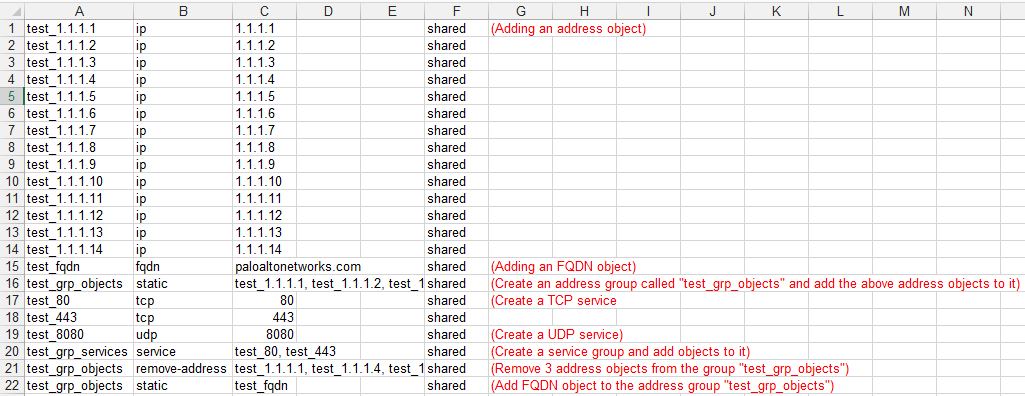 A B C D E F G H I J K L M N
1 test_1.1.1.1 ip 1.1.1.1 shared (Adding an address object)
2 test_1.1.1.2 ip 1.1.1.2 shared
3 test_1.1.1.3 ip 1.1.1.3 shared
4 test_1.1.1.4 ip 1.1.1.4 shared
5 test_1.1.1.5 ip 1.1.1.5 shared
6 test_1.1.1.6 ip 1.1.1.6 shared
7 test_1.1.1.7 ip 1.1.1.7 shared
8 test_1.1.1.8 ip 1.1.1.8 shared
9 test_1.1.1.9 ip 1.1.1.9 shared
10 test_1.1.1.10 ip 1.1.1.10 shared
11 test_1.1.1.11 ip 1.1.1.11 shared
12 test_1.1.1.12 ip 1.1.1.12 shared
13 test_1.1.1.13 ip 1.1.1.13 shared
14 test_1.1.1.14 ip 1.1.1.14 shared
15 test_fqdn fqdn paloaltonetworks.com shared (Adding an FQDN object)
16 test_grp_objects static test_1.1.1.1, test_1.1.1.2, test_1 shared (Create an address group called "test_grp_objects" and add the above address objects to it)
17 test_80 tcp 80 shared (Create a TCP service
18 test_443 tcp 443 shared
19 test_8080 udp 8080 shared (Create a UDP service)
20 test_grp_services service test_80, test_443 shared (Create a service group and add objects to it)
21 test_grp_objects remove-address test_1.1.1.1, test_1.1.1.4, test_1 shared (Remove 3 address objects from the group "test_grp_objects")
22 test_grp_objects static test_fqdn shared (Add FQDN object to the address group "test_grp_objects")